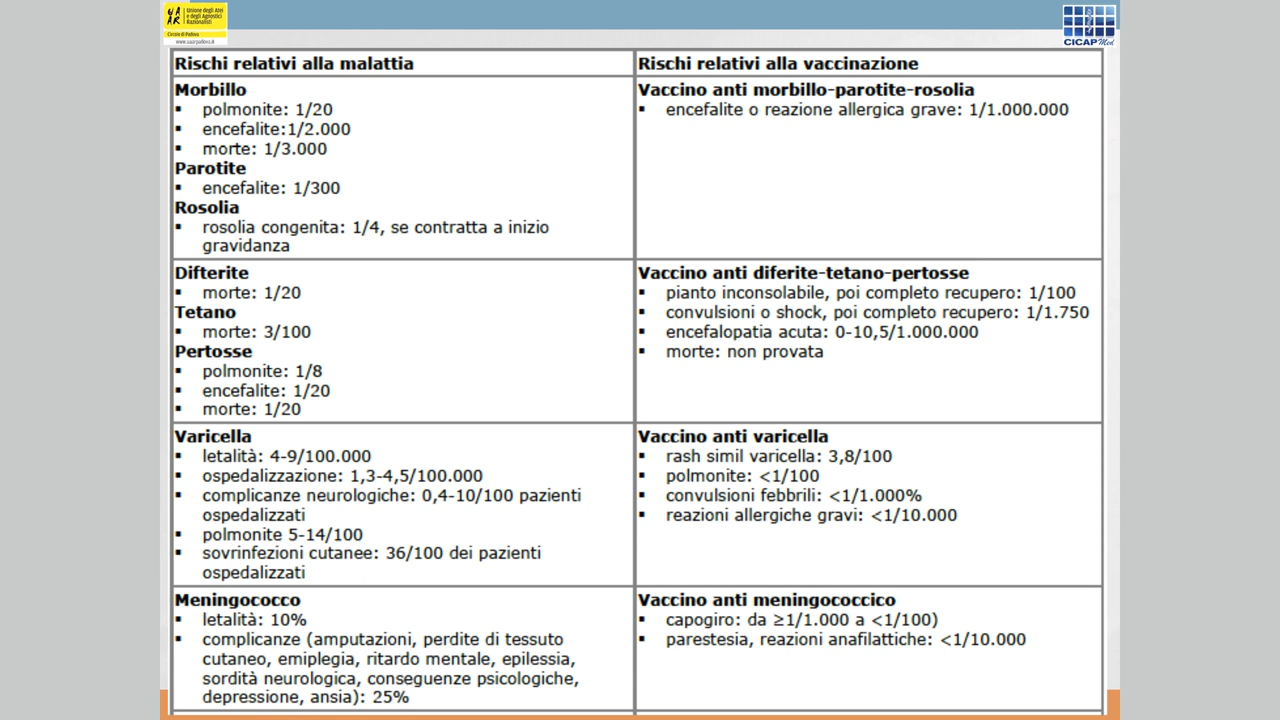 Unione degli Atei
e degli Agnostici
Razionalisti
Circolo di Padova
www.uaarpadova.it
CICAP Med
Rischi relativi alla malattia
Rischi relativi alla vaccinazione
Morbillo
▪ polmonite: 1/20
▪ encefalite:1/2.000
▪ morte: 1/3.000
Parotite
▪ encefalite: 1/300
Rosolia
▪ rosolia congenita: 1/4, se contratta a inizio
gravidanza
Vaccino anti morbillo-parotite-rosolia
▪ encefalite o reazione allergica grave: 1/1.000.000
Difterite
▪ morte: 1/20
Tetano
▪ morte: 3/100
Pertosse
▪ polmonite: 1/8
▪ encefalite: 1/20
▪ morte: 1/20
Vaccino anti diferite-tetano-pertosse
▪ pianto inconsolabile, poi completo recupero: 1/100
▪ convulsioni o shock, poi completo recupero: 1/1.750
▪ encefalopatia acuta: 0-10,5/1.000.000
▪ morte: non provata
Varicella
▪ letalità: 4-9/100.000
▪ ospedalizzazione: 1,3-4,5/100.000
▪ complicanze neurologiche: 0,4-10/100 pazienti
ospedalizzati
▪ polmonite 5-14/100
▪ sovrinfezioni cutanee: 36/100 dei pazienti
ospedalizzati
Vaccino anti varicella
▪ rash simil varicella: 3,8/100
▪ polmonite: <1/100
▪ convulsioni febbrili: <1/1.000%
▪ reazioni allergiche gravi: <1/10.000
Meningococco
▪ letalità: 10%
▪ complicanze (amputazioni, perdite di tessuto
cutaneo, emiplegia, ritardo mentale, epilessia,
sordità neurologica, conseguenze psicologiche,
depressione, ansia): 25%
Vaccino anti meningococcico
▪ capogiro: da ≥1/1.000 a <1/100)
▪ parestesia, reazioni anafilattiche: <1/10.000